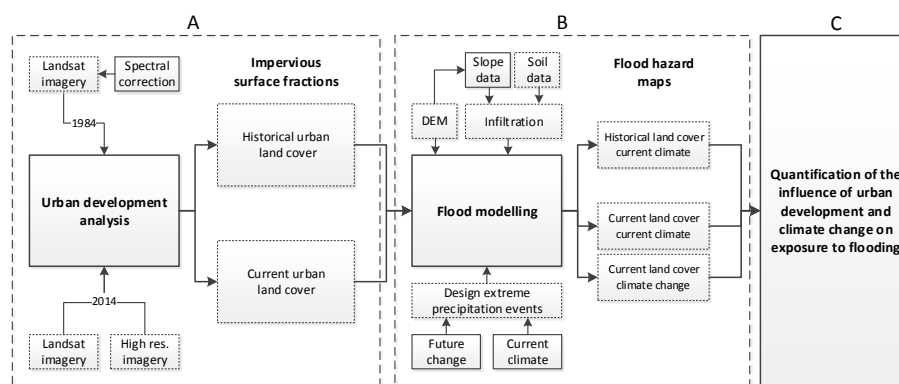 A
B
C
Landsat
imagery
Spectral
correction
Impervious
surface fractions
1984
Historical urban
land cover
Urban development
analysis
Current urban
land cover
2014
Landsat
imagery
High res.
imagery
Slope
data
Soil data
Flood hazard
maps
DEM
Infiltration
Historical land cover
current climate
Flood modelling
Current land cover
current climate
Current land cover
climate change
Design extreme
precipitation events
Future
change
Current
climate
Quantification of the
influence of urban
development and
climate change on
exposure to flooding